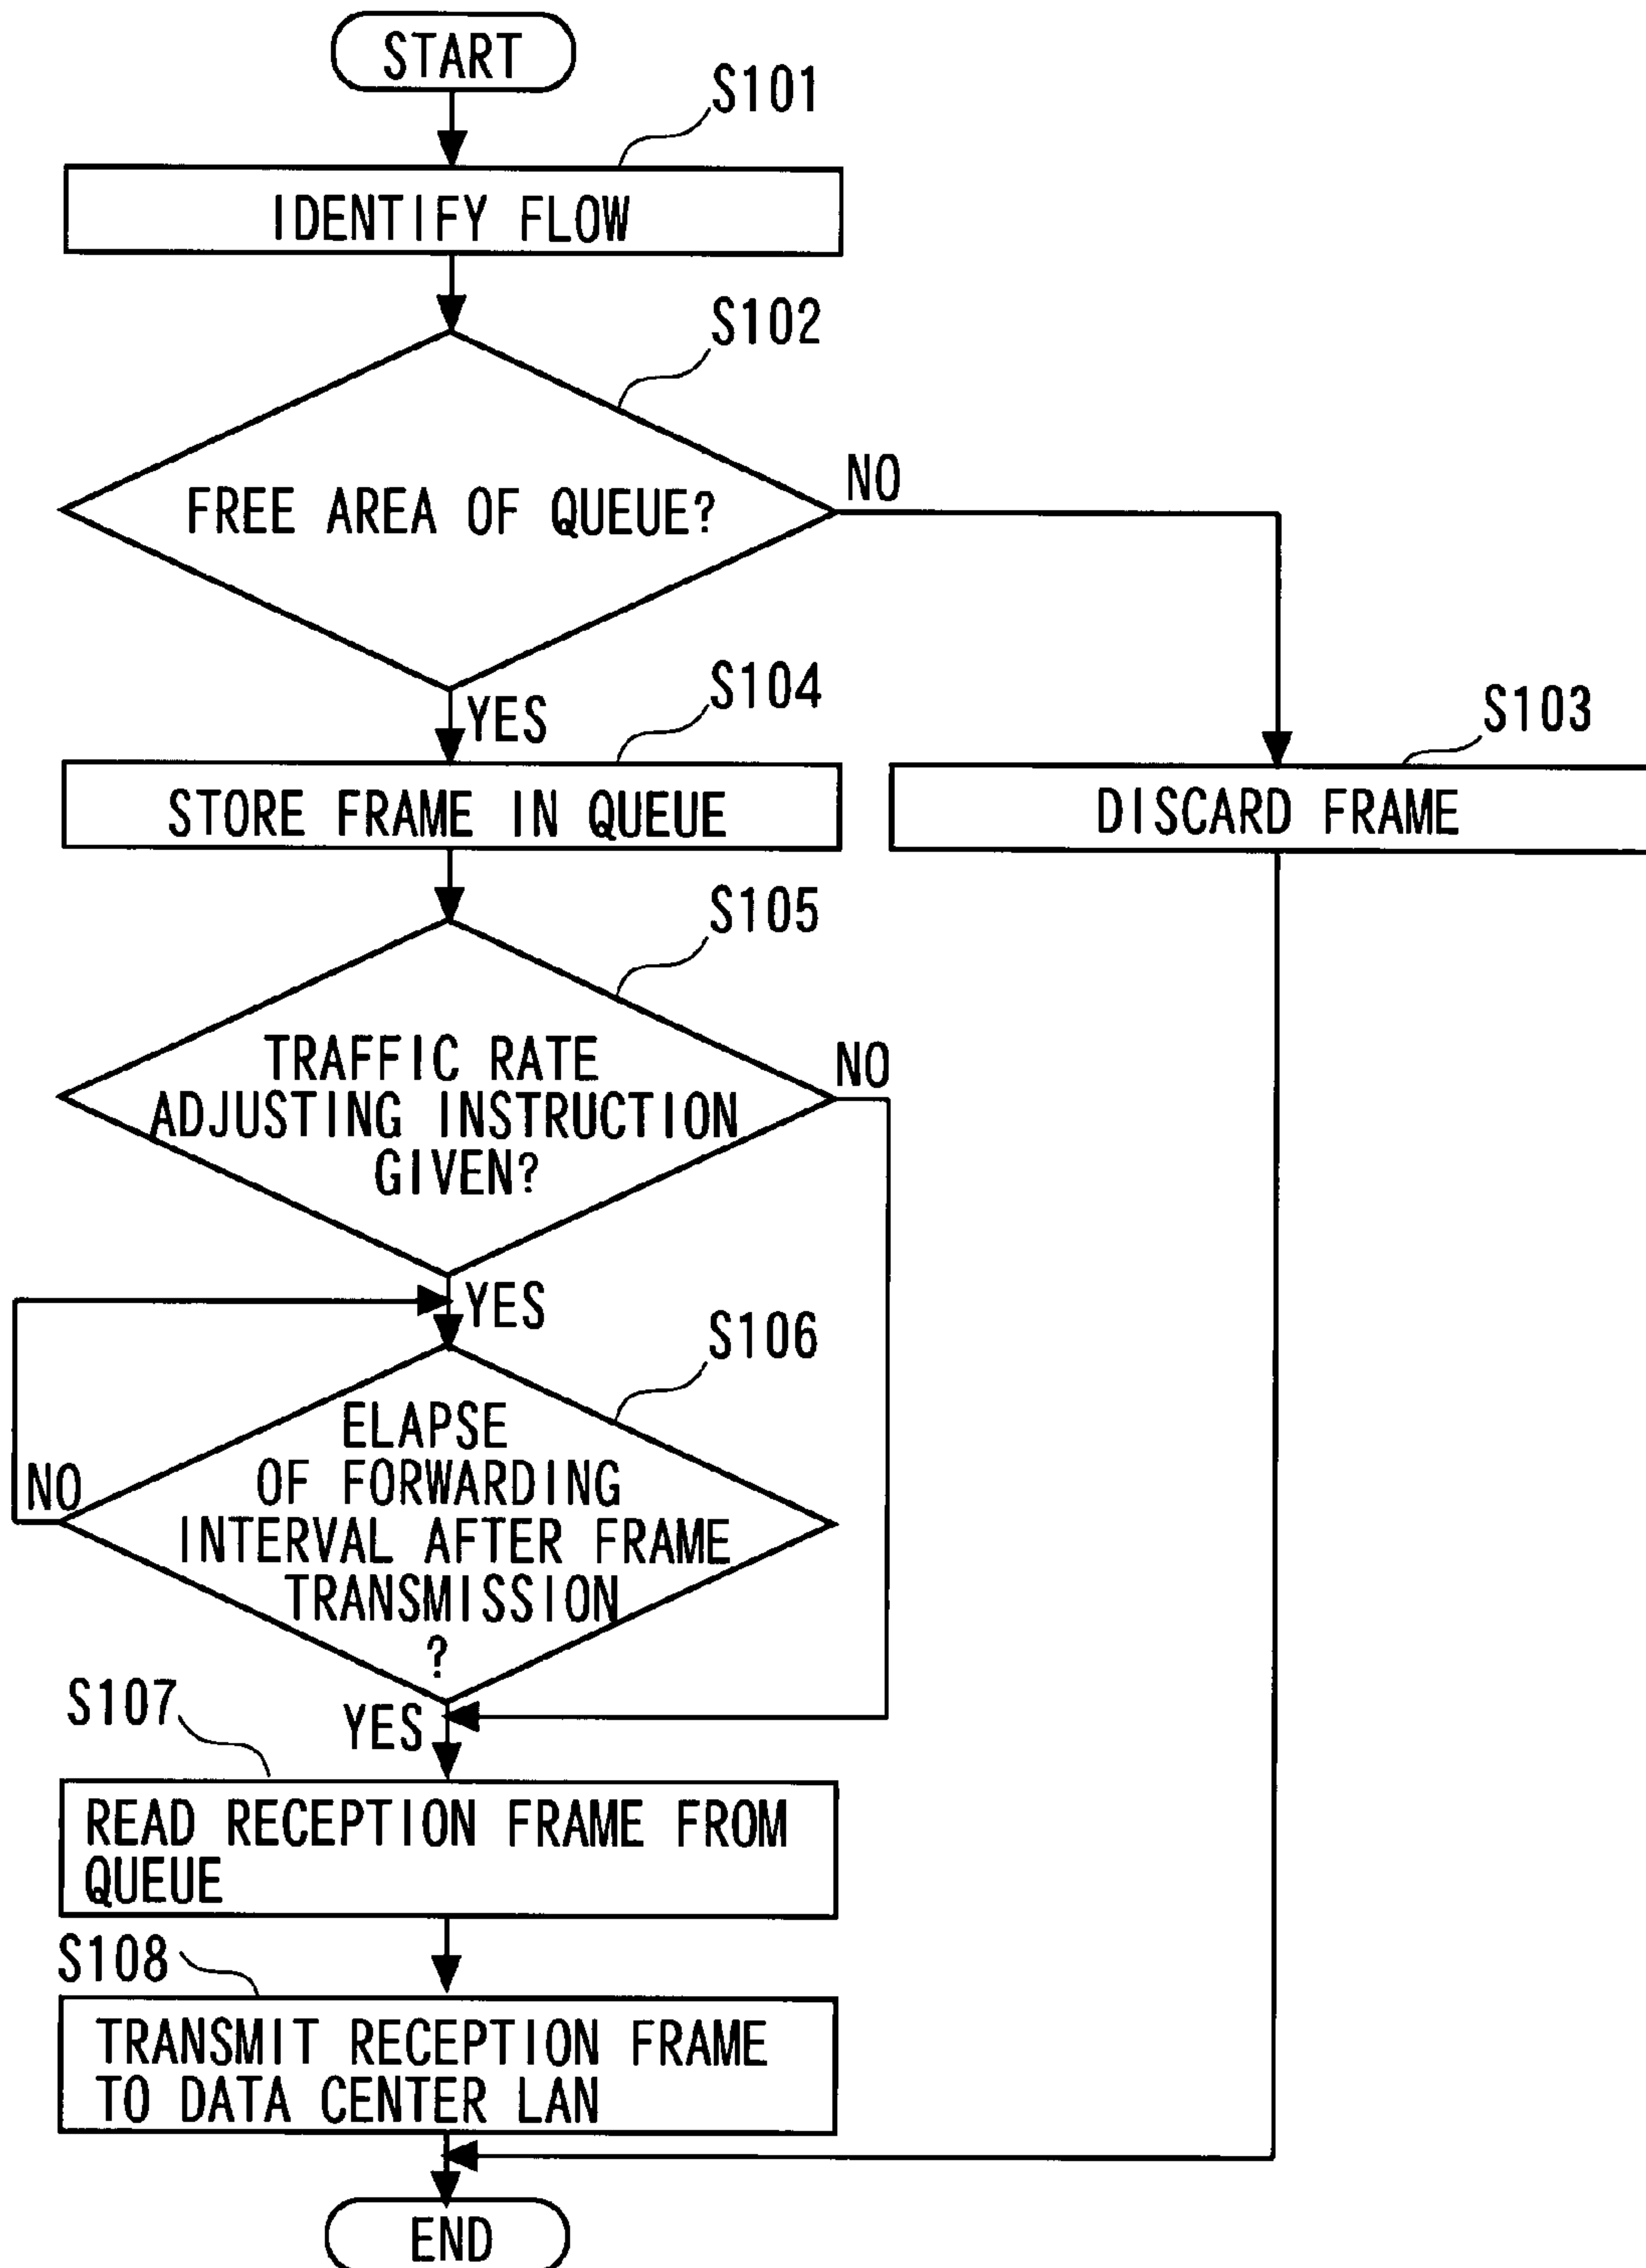 START
S101
IDENTIFY FLOW
S102
FREE AREA OF QUEUE?
NO
YES
S104
S103
STORE FRAME IN QUEUE
DISCARD FRAME
S105
TRAFFIC RATE
ADJUSTING INSTRUCTION
GIVEN?
NO
YES
S106
ELAPSE
OF FORWARDING
INTERVAL AFTER FRAME
TRANSMISSION
?
NO
S107
YES
READ RECEPTION FRAME FROM
QUEUE
S108
TRANSMIT RECEPTION FRAME
TO DATA CENTER LAN
END